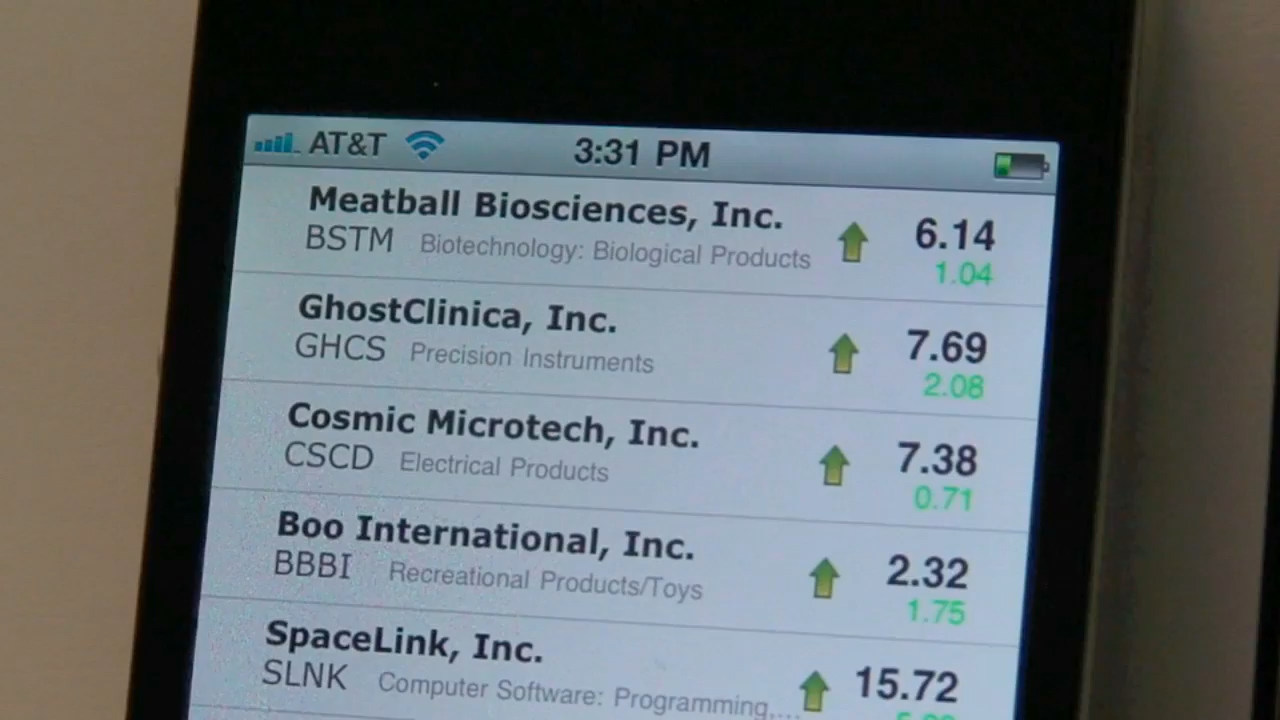 AT&T 3:31 PM
Meatball Biosciences, Inc.
BSTM Biotechnology: Biological Products
6.14
1.04
GhostClinica, Inc.
GHCS Precision Instruments
7.69
2.08
Cosmic Microtech, Inc.
CSCD Electrical Products
7.38
0.71
Boo International, Inc.
BBBI Recreational Products/Toys
2.32
1.75
SpaceLink, Inc.
SLNK Computer Software: Programming,...
15.72